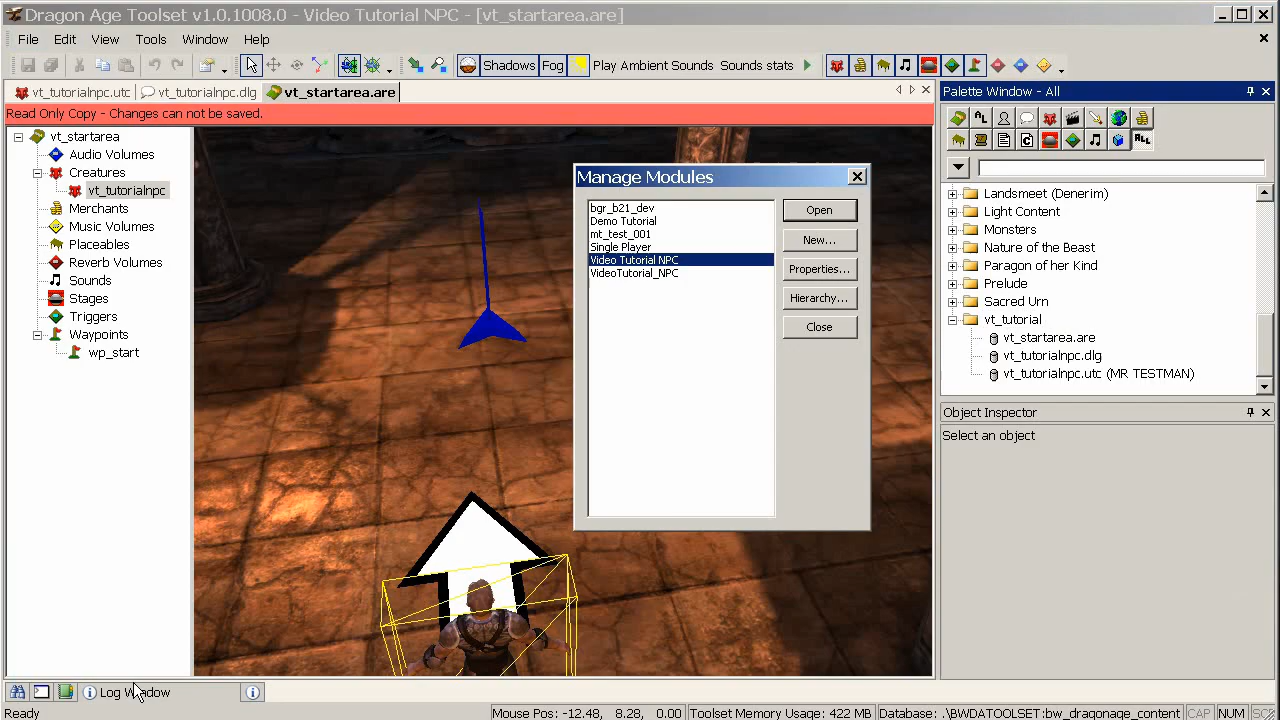 Dragon Age Toolset v1.0.1008.0 - Video Tutorial NPC - [vt_startarea.are]
File Edit View Tools Window Help
Shadows Fog Play Ambient Sounds Sounds stats
vt_tutorialnpc.utc vt_tutorialnpc.dlg vt_startarea.are
Read Only Copy - Changes can not be saved.
vt_startarea
Audio Volumes
Creatures
vt_tutorialnpc
Merchants
Music Volumes
Placeables
Reverb Volumes
Sounds
Stages
Triggers
Waypoints
wp_start
Manage Modules
bgr_b21_dev
Demo Tutorial
mt_test_001
Single Player
Video Tutorial NPC
VideoTutorial_NPC
Open
New...
Properties...
Hierarchy...
Close
Palette Window - All
ALL
Landsmeet (Denerim)
Light Content
Monsters
Nature of the Beast
Paragon of her Kind
Prelude
Sacred Urn
vt_tutorial
vt_startarea.are
vt_tutorialnpc.dlg
vt_tutorialnpc.utc (MR TESTMAN)
Object Inspector
Select an object
Log Window
Ready Mouse Pos: -12.48, 8.28, 0.00 Toolset Memory Usage: 422 MB Database: .\BWDATOOLSET:bw_dragonage_content CAP NUM SCR